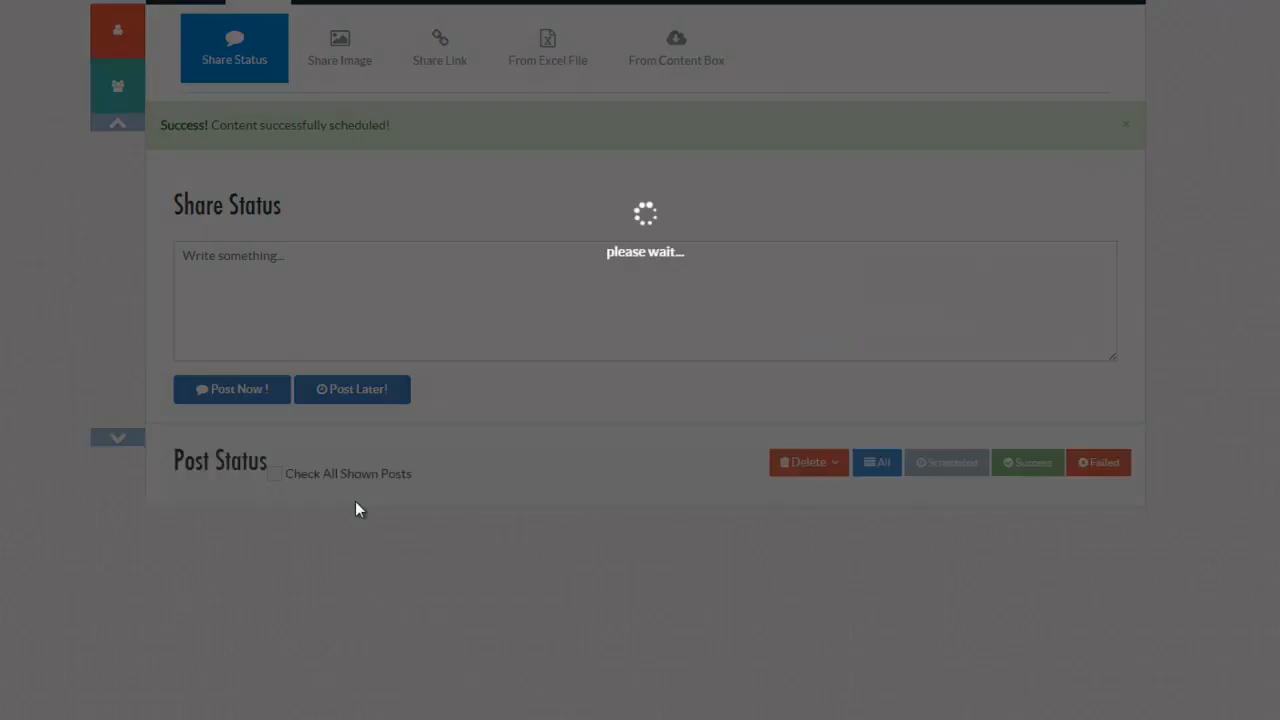 Share Status
Share Image
Share Link
From Excel File
From Content Box
Success! Content successfully scheduled!
×
Share Status
please wait...
Write something...
Post Now !
Post Later!
Post Status
Check All Shown Posts
Delete
All
Scheduled
Success
Failed